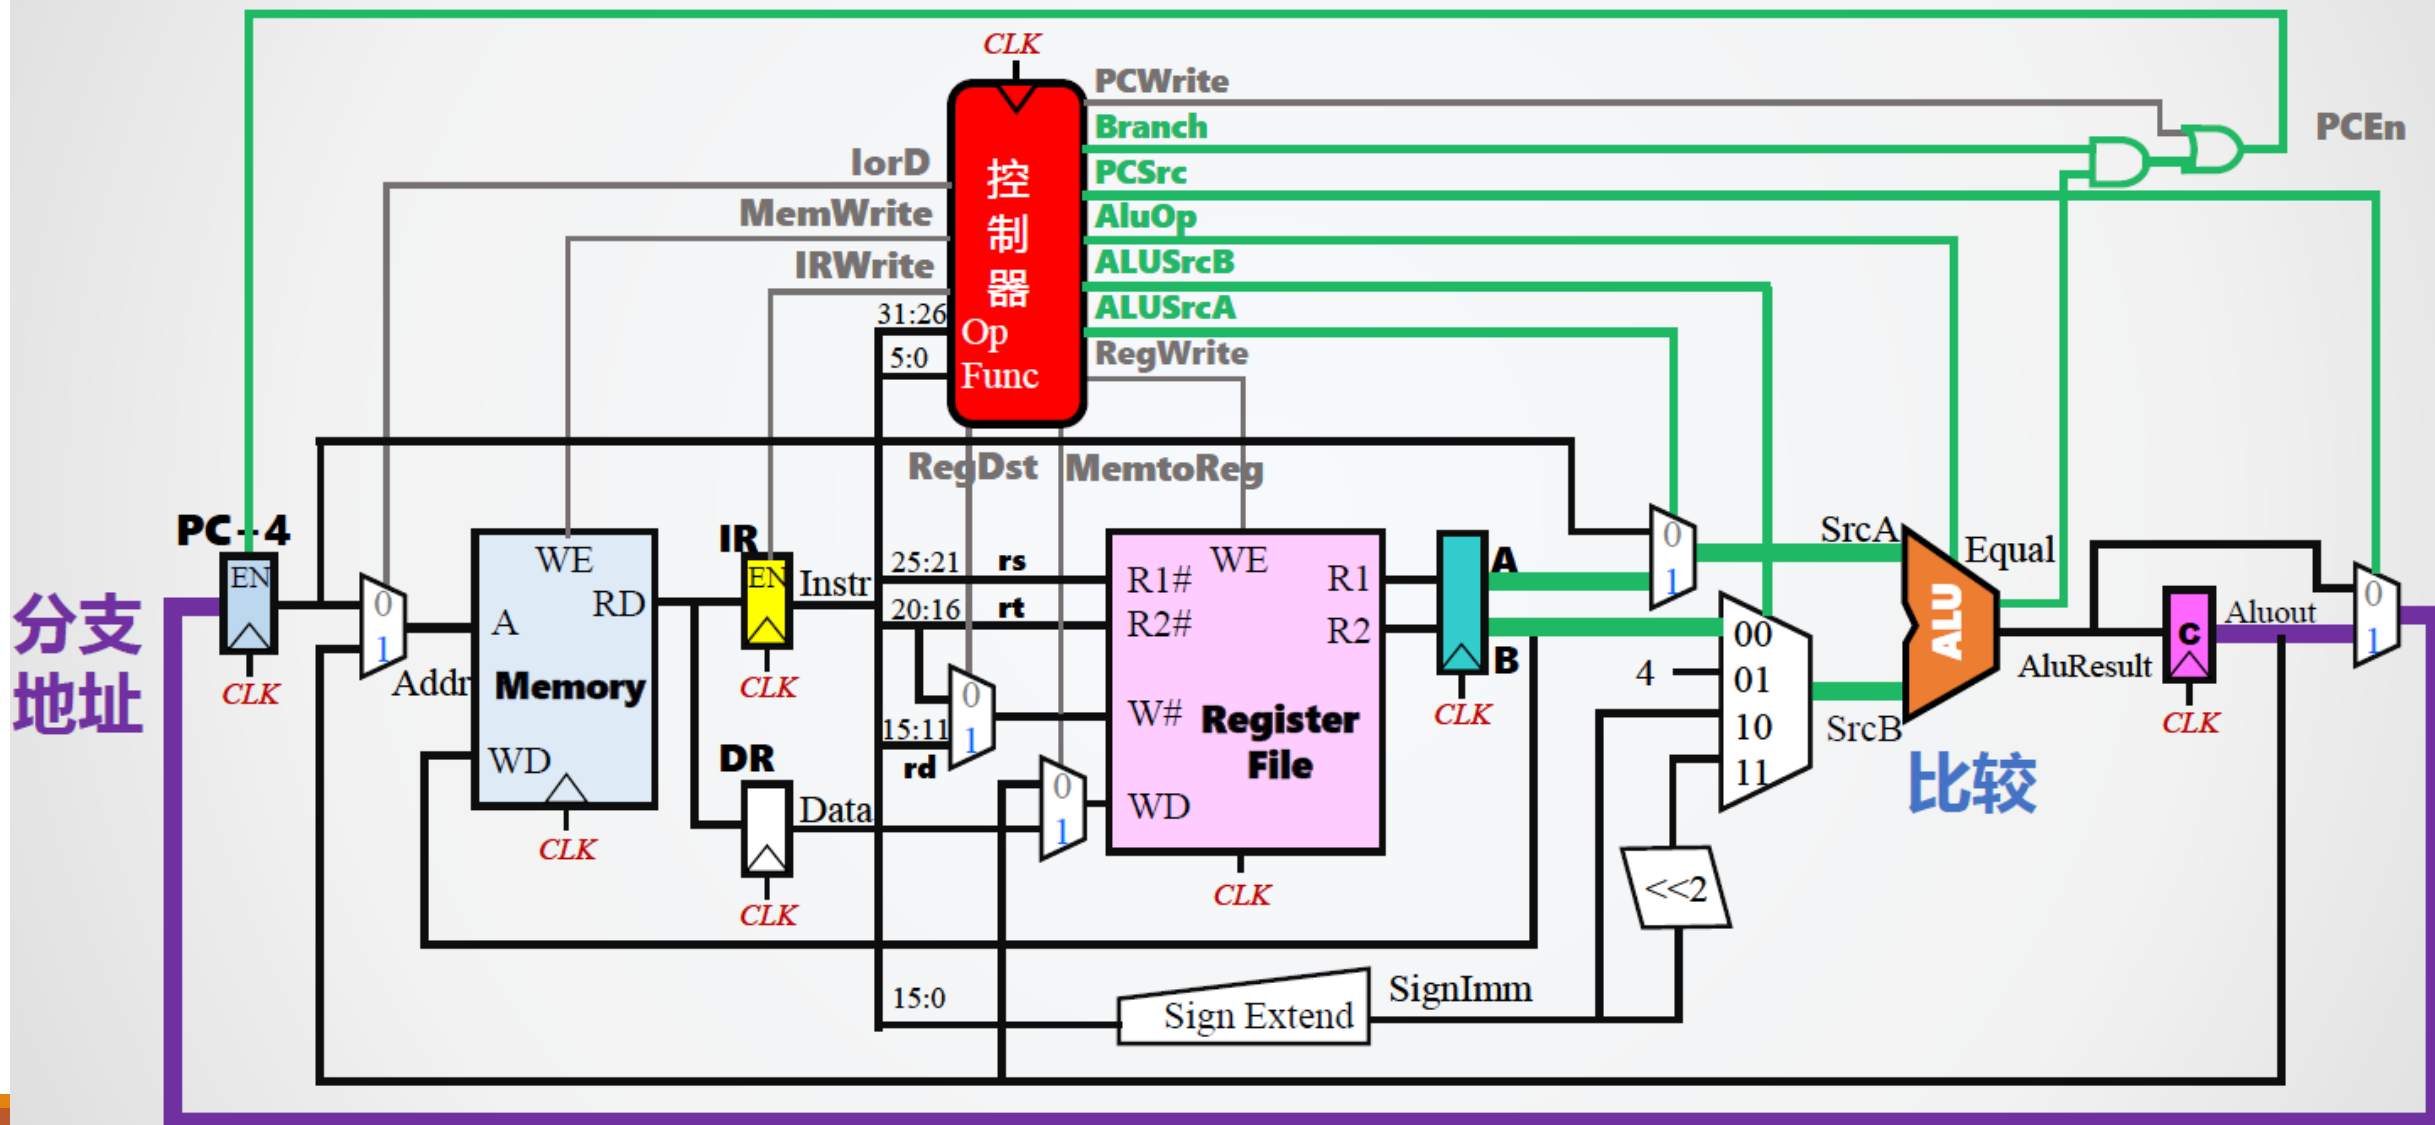 CLK
PCWrite
Branch
PCEn
IorD
控
制
器
PCSrc
MemWrite
AluOp
IRWrite
ALUSrcB
31:26
Op
ALUSrcA
5:0
Func
RegWrite
RegDst
MemtoReg
PC+4
EN
CLK
分支
地址
0
1
Addr
WE
RD
A
Memory
WD
CLK
IR
EN
Instr
CLK
DR
Data
CLK
25:21 rs
20:16 rt
0
15:11
1
rd
0
1
R1#
WE
R1
R2#
R2
W#
Register
File
WD
CLK
A
B
CLK
0
1
00
4
01
10
11
<<2
SrcA
Equal
ALU
SrcB
比较
AluResult
C
Aluout
CLK
0
1
15:0
Sign Extend
SignImm